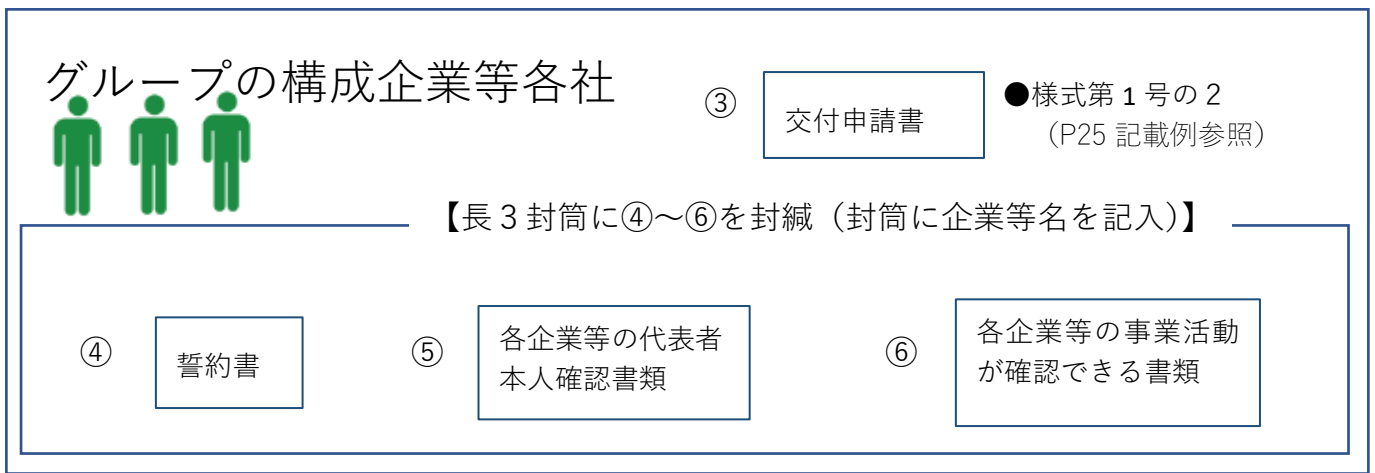 グループの構成企業等各社
③
交付申請書
●様式第1号の2
（P25 記載例参照）
【長3封筒に④～⑥を封緘（封筒に企業等名を記入）】
④
誓約書
⑤
各企業等の代表者
本人確認書類
⑥
各企業等の事業活動
が確認できる書類